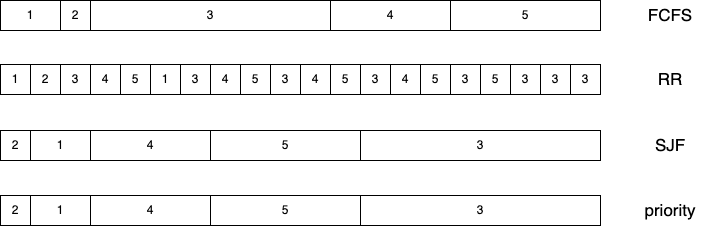 1 2 3 4 5 FCFS
1 2 3 4 5 1 3 4 5 3 4 5 3 4 5 3 5 3 3 3 RR
2 1 4 5 3 SJF
2 1 4 5 3 priority